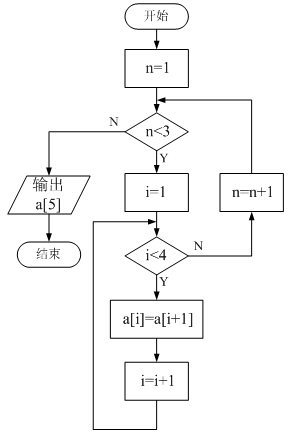 开始
n=1
n<3
N
Y
输出
a[5]
结束
i=1
n=n+1
i<4
N
Y
a[i]=a[i+1]
i=i+1